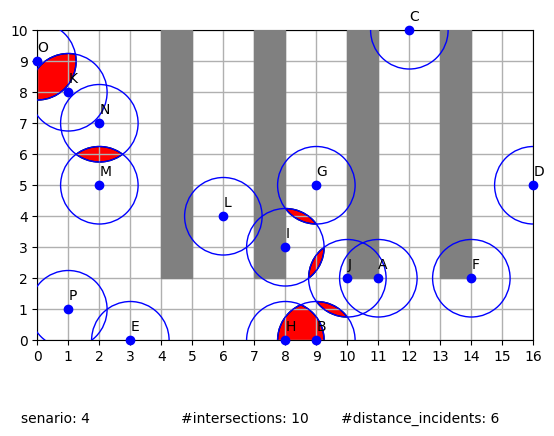 C
10
O
9
K
8
N
7
6
M
G
D
5
L
4
I
3
J
A
F
2
P
1
E
H
B
0
0 1 2 3 4 5 6 7 8 9 10 11 12 13 14 15 16
senario: 4 #intersections: 10 #distance_incidents: 6